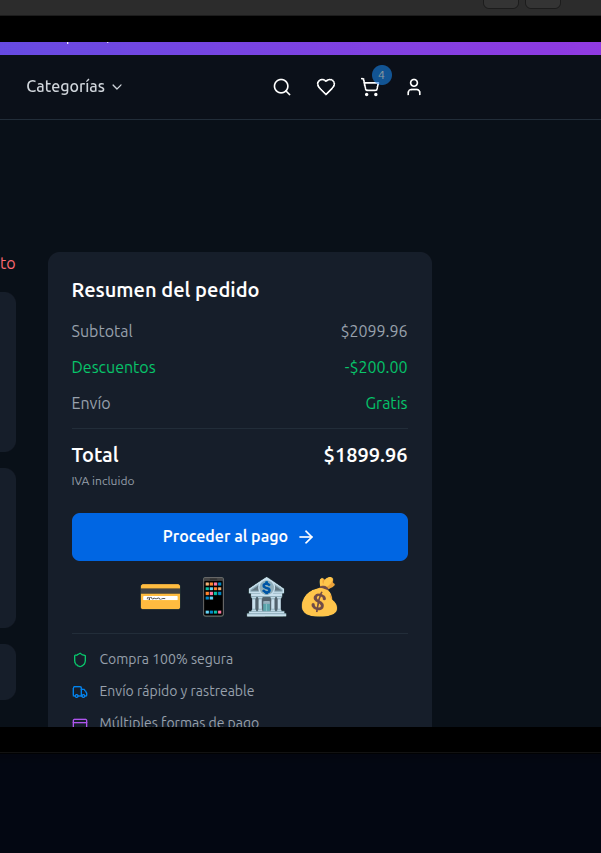 Categorías
4
to
Resumen del pedido
Subtotal $2099.96
Descuentos -$200.00
Envío Gratis
Total $1899.96
IVA incluido
Proceder al pago →
Compra 100% segura
Envío rápido y rastreable
Múltiples formas de pago